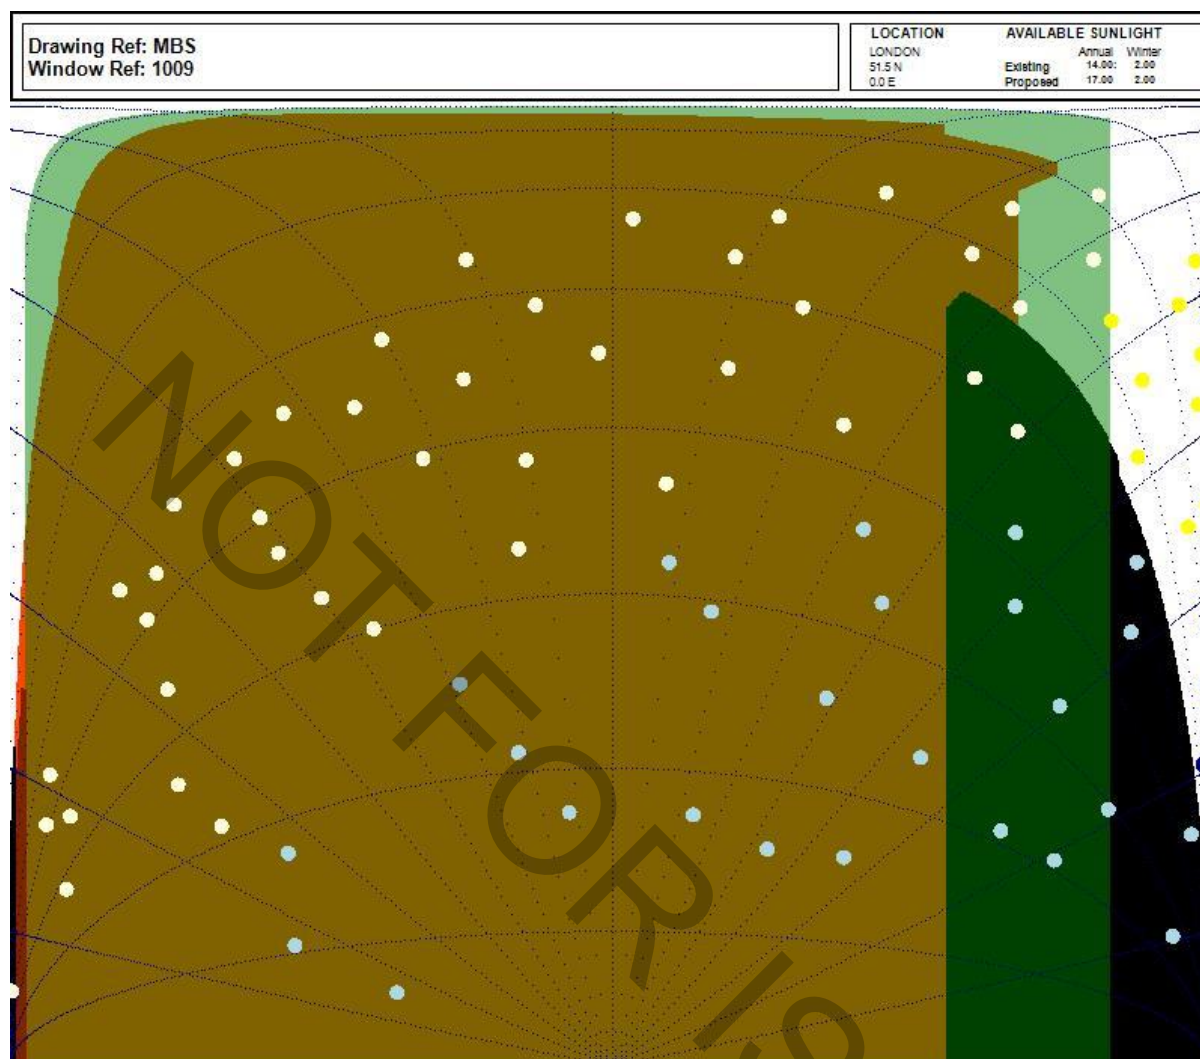 Drawing Ref: MBS
Window Ref: 1009
LOCATION
LONDON
51.5 N
0.0 E
AVAILABLE SUNLIGHT
Annual Winter
Existing 14.00: 2.00
Proposed 17.00 2.00
NOT FOR IS